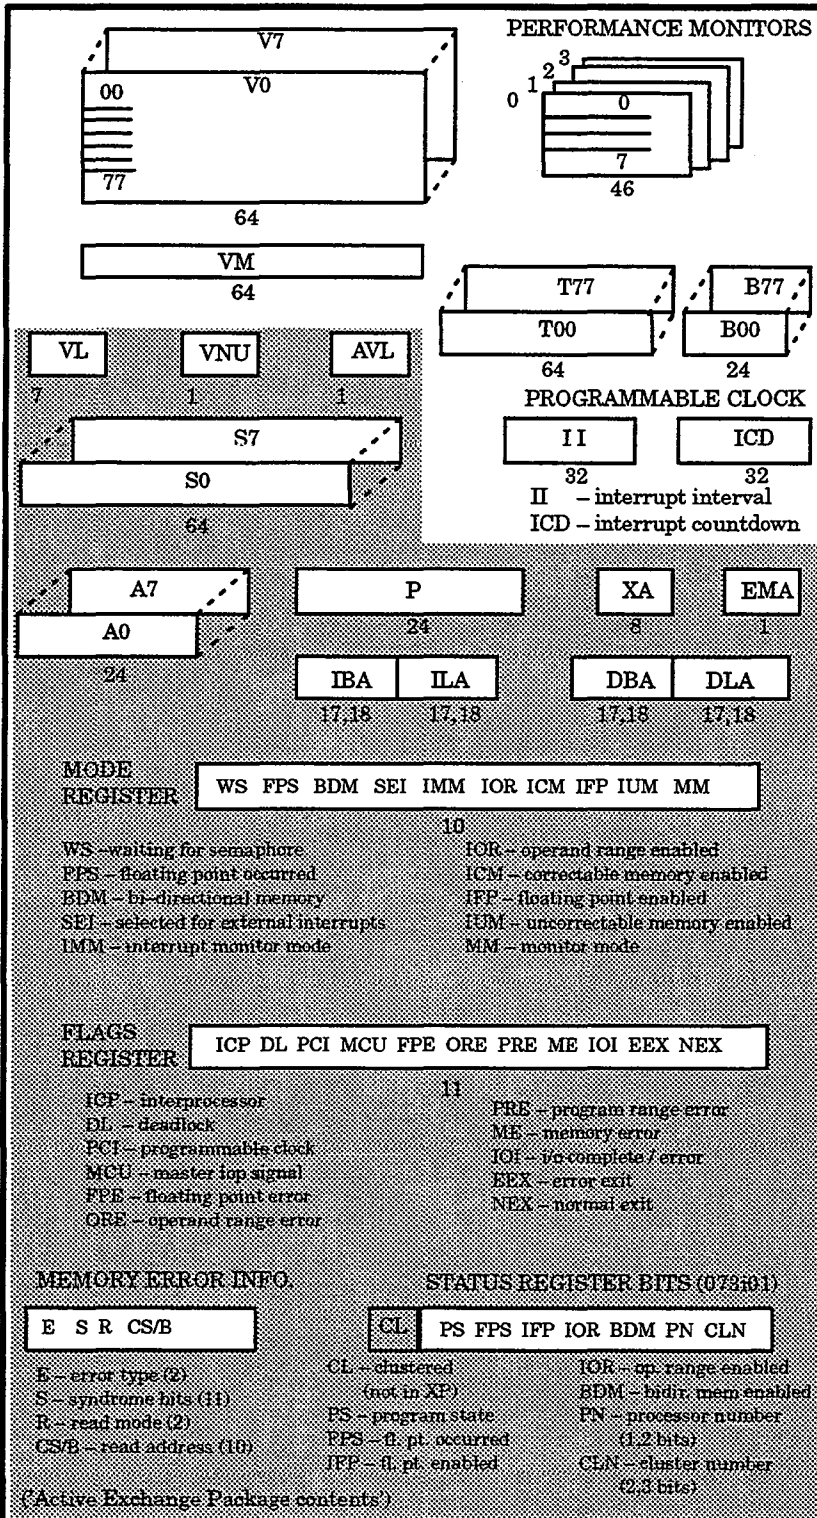 PERFORMANCE MONITORS
V7
V0
00
77
64
0 1 2 3
0
7
46
VM
64
T77
T00
64
B77
B00
24
VL
7
VNU
1
AVL
1
PROGRAMMABLE CLOCK
II
32
ICD
32
II – interrupt interval
ICD – interrupt countdown
S7
S0
64
A7
A0
24
P
24
XA
8
EMA
1
IBA ILA
17,18 17,18
DBA DLA
17,18 17,18
MODE
REGISTER
WS FPS BDM SEI IMM IOR ICM IFP IUM MM
10
WS –waiting for semaphore
FPS – floating point occurred
BDM – bi-directional memory
SEI – selected for external interrupts
IMM – interrupt monitor mode
IOR – operand range enabled
ICM – correctable memory enabled
IFP – floating point enabled
IUM – uncorrectable memory enabled
MM – monitor mode
FLAGS
REGISTER
ICP DL PCI MCU FPE ORE PRE ME IOI EEX NEX
11
ICP – interprocessor
DL – deadlock
PCI – programmable clock
MCU – master iop signal
FPE – floating point error
ORE – operand range error
PRE – program range error
ME – memory error
IOI – i/o complete / error
EEX – error exit
NEX – normal exit
MEMORY ERROR INFO.
E S R CS/B
E – error type (2)
S – syndrome bits (11)
R – read mode (2)
CS/B – read address (10)
STATUS REGISTER BITS (073i01)
CL PS FPS IFP IOR BDM PN CLN
CL – clustered
(not in XP)
PS – program state
FPS – fl. pt. occurred
IFP – fl. pt. enabled
IOR – op. range enabled
BDM – bidir. mem enabled
PN – processor number
(1,2 bits)
CLN – cluster number
(2,3 bits)
('Active Exchange Package contents')